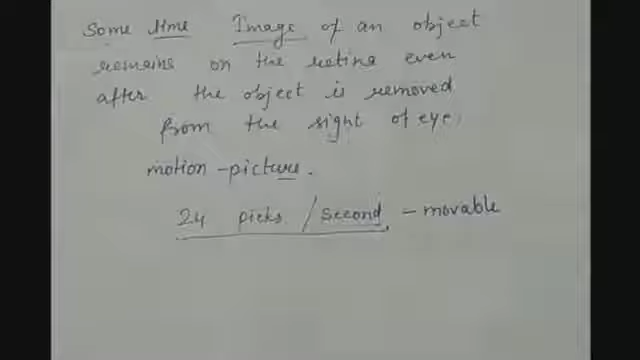 Some time Image of an object
remains on the retina even
after the object is removed
from the sight of eye.
motion-picture.
24 picks / second, - movable